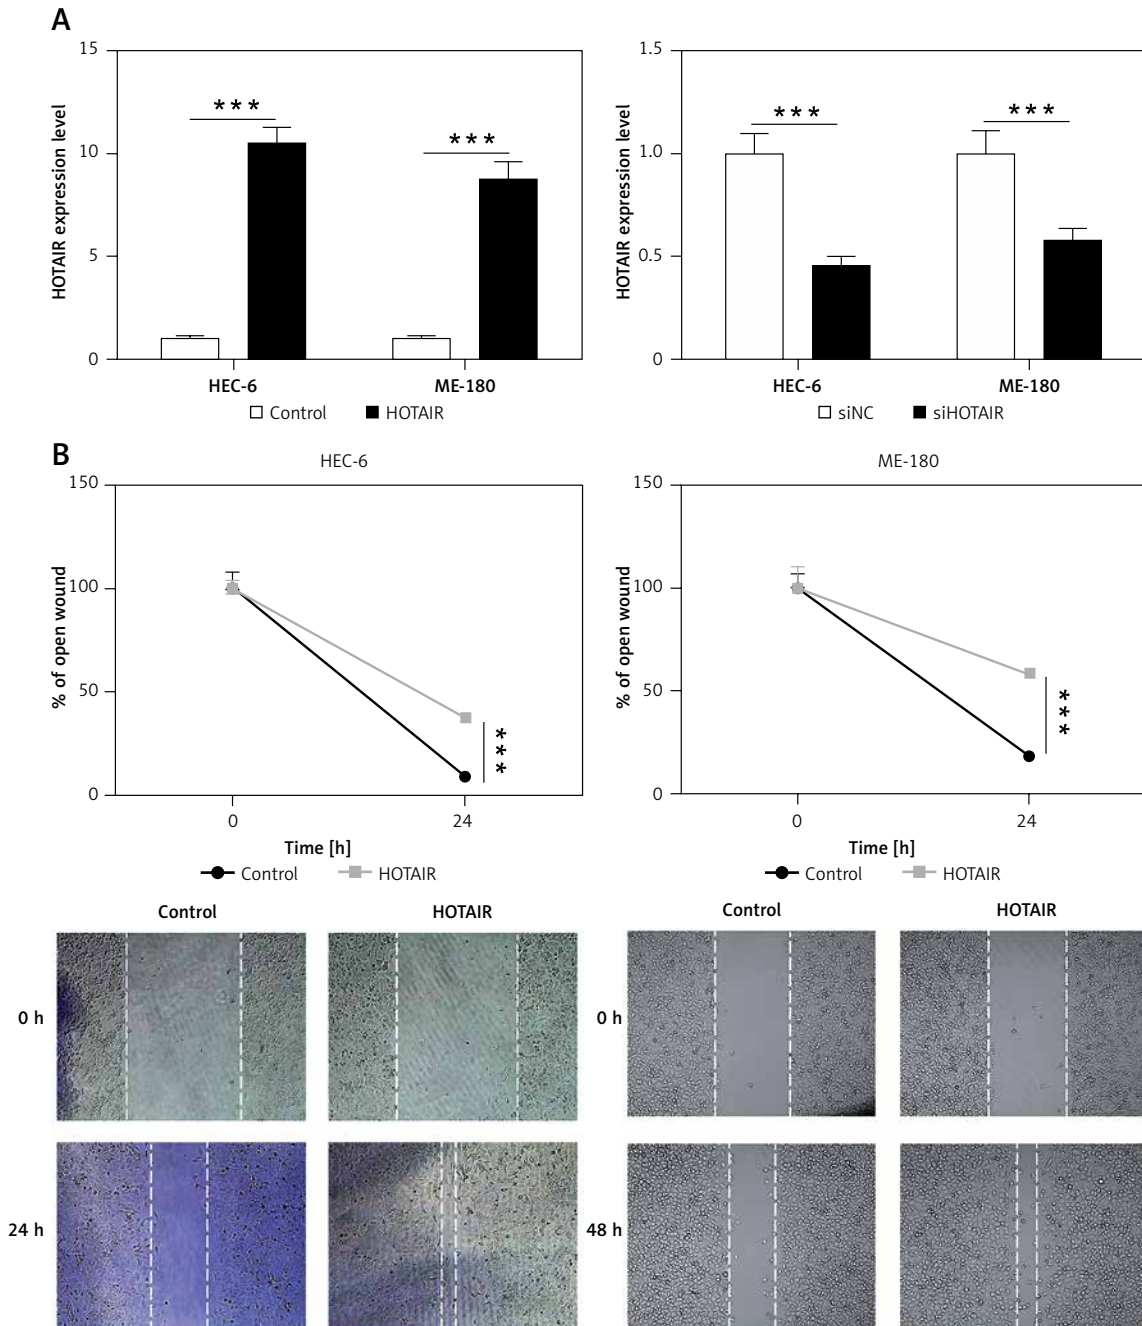 A
HOTAIR expression level
15
10
5
0
***
***
HEC-6
ME-180
Control
HOTAIR
HOTAIR expression level
1.5
1.0
0.5
0
***
***
HEC-6
ME-180
siNC
siHOTAIR
B
HEC-6
% of open wound
150
100
50
0
***
0
24
Time [h]
Control
HOTAIR
ME-180
% of open wound
150
100
50
0
***
0
24
Time [h]
Control
HOTAIR
Control
HOTAIR
0 h
24 h
Control
HOTAIR
0 h
48 h